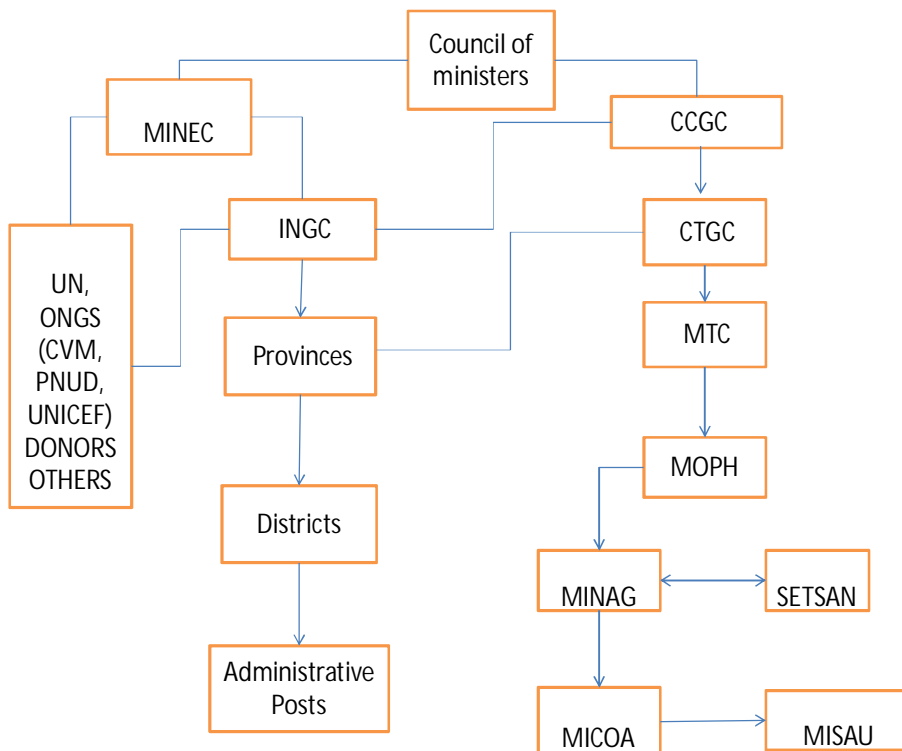 Council of
ministers
MINEC
CCGC
INGC
CTGC
UN,
ONGS
(CVM,
PNUD,
UNICEF)
DONORS
OTHERS
Provinces
MTC
MOPH
Districts
MINAG
SETSAN
Administrative
Posts
MICOA
MISAU